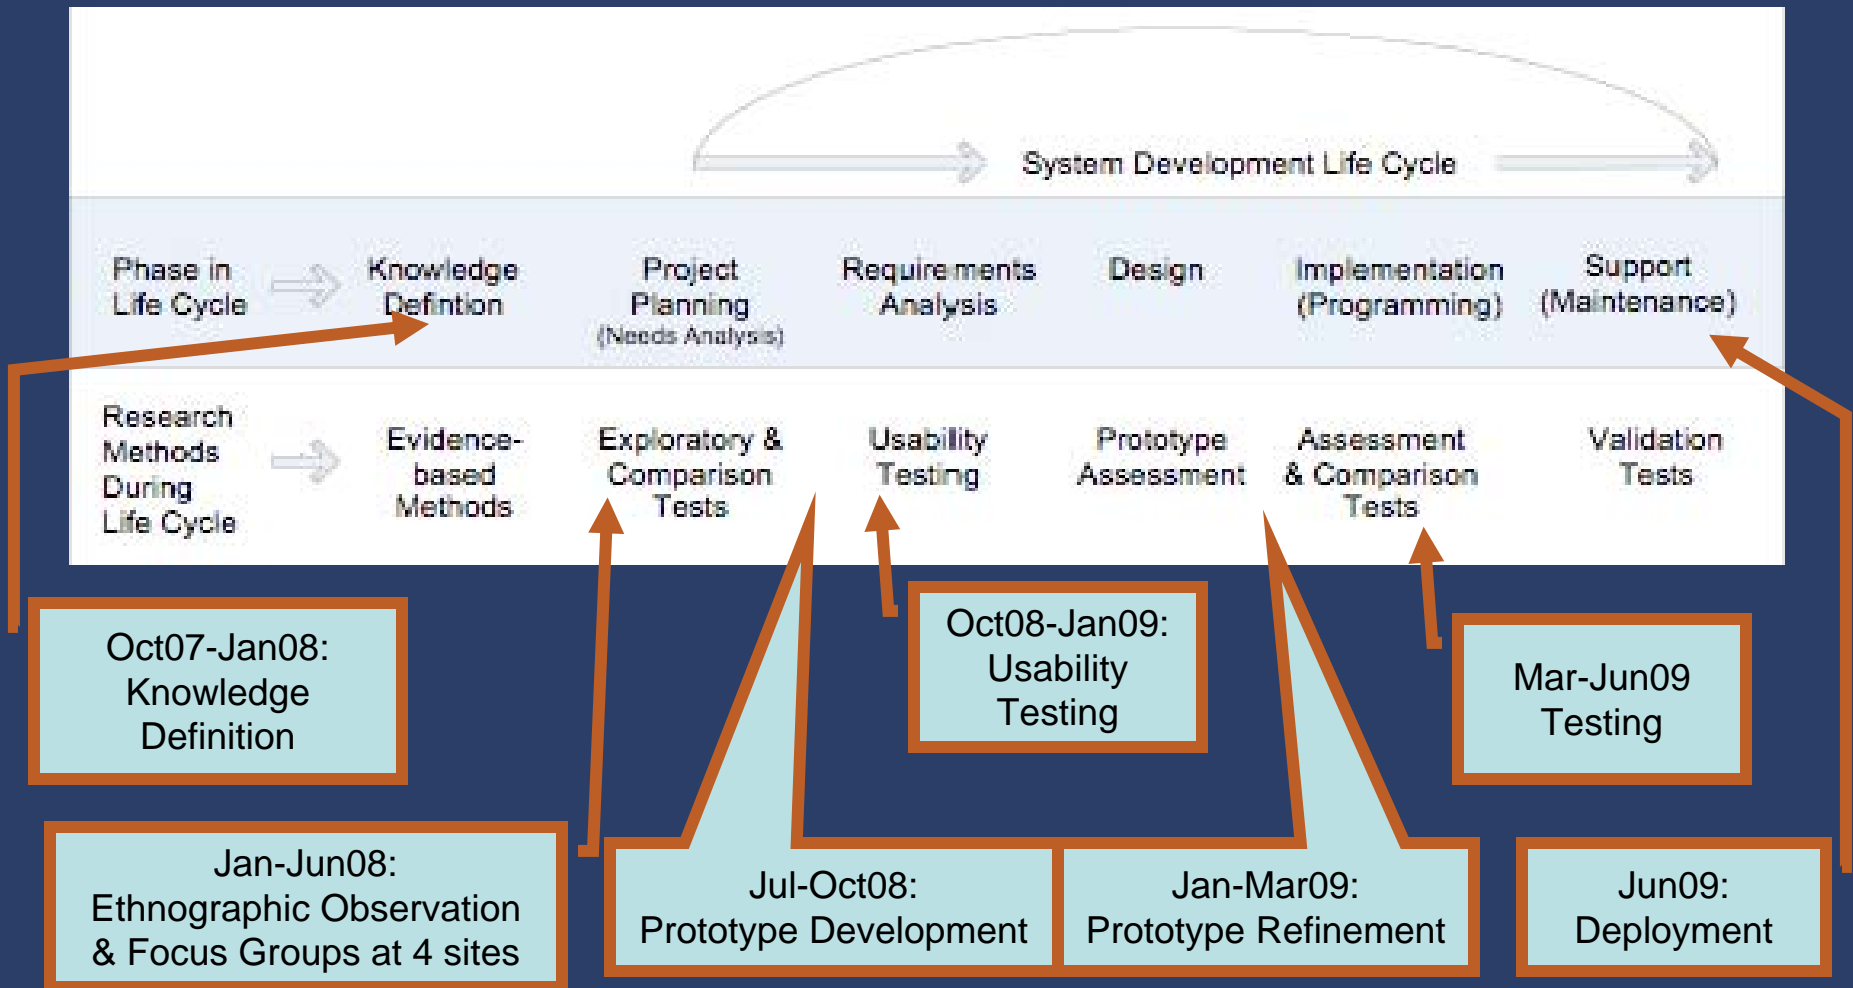 System Development Life Cycle
Phase in
Life Cycle
Knowledge
Defintion
Project
Planning
(Needs Analysis)
Requirements
Analysis
Design
Implementation
(Programming)
Support
(Maintenance)
Research
Methods
During
Life Cycle
Evidence-
based
Methods
Exploratory &
Comparison
Tests
Usability
Testing
Prototype
Assessment
Assessment
& Comparison
Tests
Validation
Tests
Oct07-Jan08:
Knowledge
Definition
Oct08-Jan09:
Usability
Testing
Mar-Jun09
Testing
Jan-Jun08:
Ethnographic Observation
& Focus Groups at 4 sites
Jul-Oct08:
Prototype Development
Jan-Mar09:
Prototype Refinement
Jun09:
Deployment